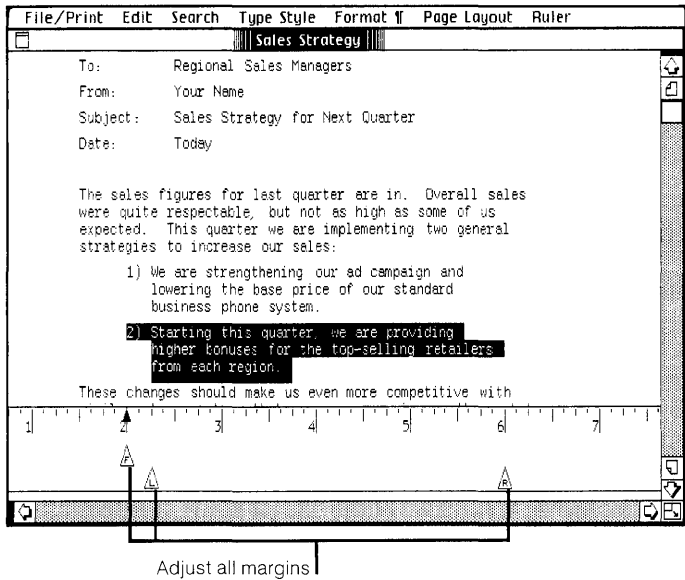 File/Print Edit Search Type Style Format ¶ Page Layout Ruler
Sales Strategy
To: Regional Sales Managers
From: Your Name
Subject: Sales Strategy for Next Quarter
Date: Today
The sales figures for last quarter are in. Overall sales
were quite respectable, but not as high as some of us
expected. This quarter we are implementing two general
strategies to increase our sales:
1) We are strengthening our ad campaign and
lowering the base price of our standard
business phone system.
2) Starting this quarter, we are providing
higher bonuses for the top-selling retailers
from each region.
These changes should make us even more competitive with
1 2 3 4 5 6 7
F L R
Adjust all margins